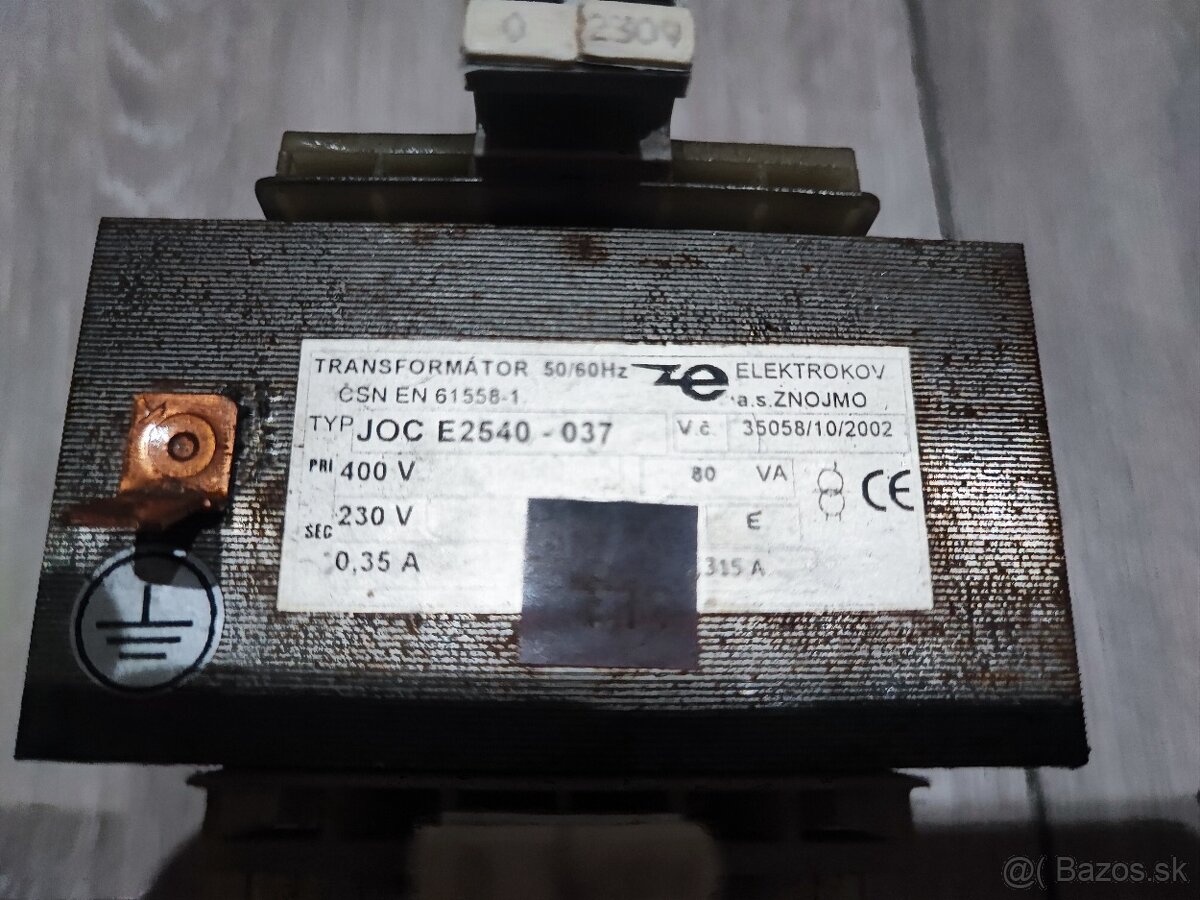 0 230V
TRANSFORMÁTOR 50/60Hz ze ELEKTROKOV
ČSN EN 61558-1 a.s. ZNOJMO
TYP JOC E2540 - 037 V.č. 35058/10/2002
PRI 400 V 80 VA CE
SEC 230 V E
0,35 A 315 A
@( Bazos.sk